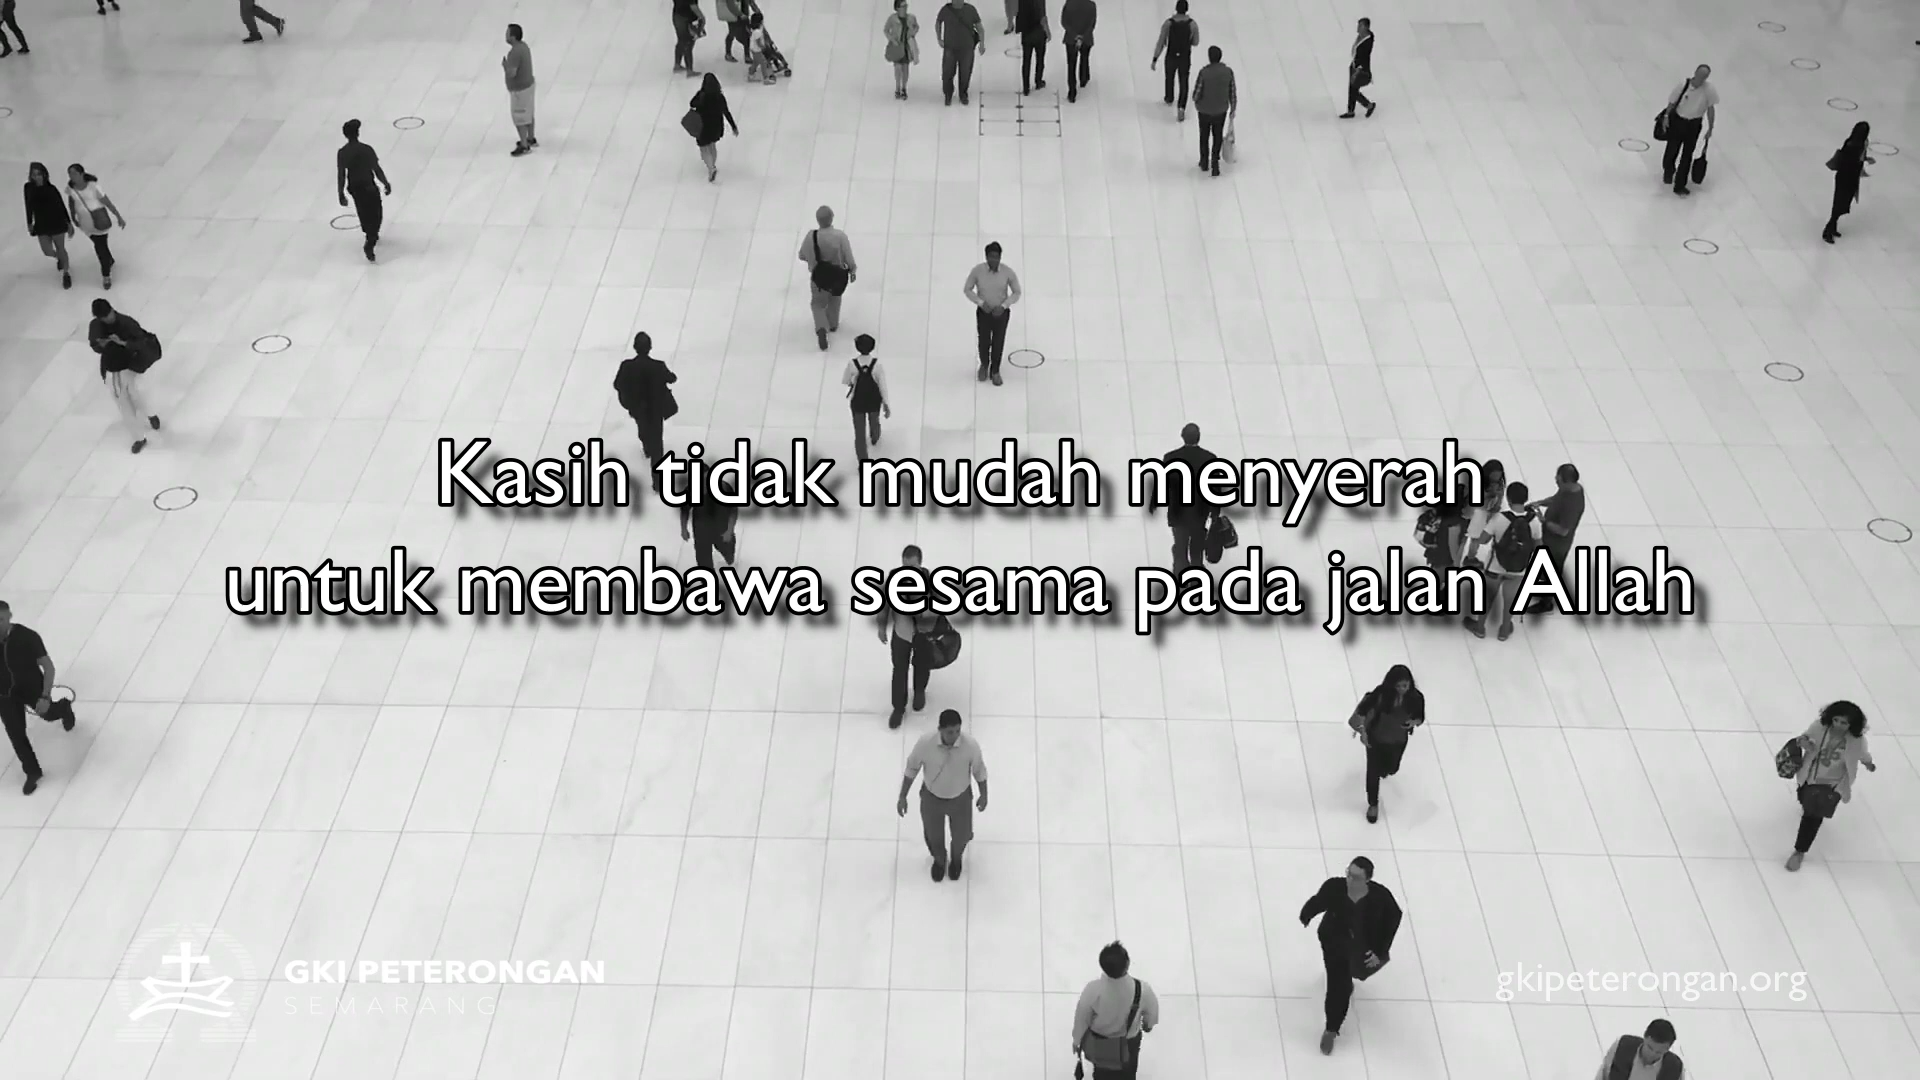 Kasih tidak mudah menyerah
untuk membawa sesama pada jalan Allah
GKI PETERONGAN
SEMARANG
gkipeterongan.org